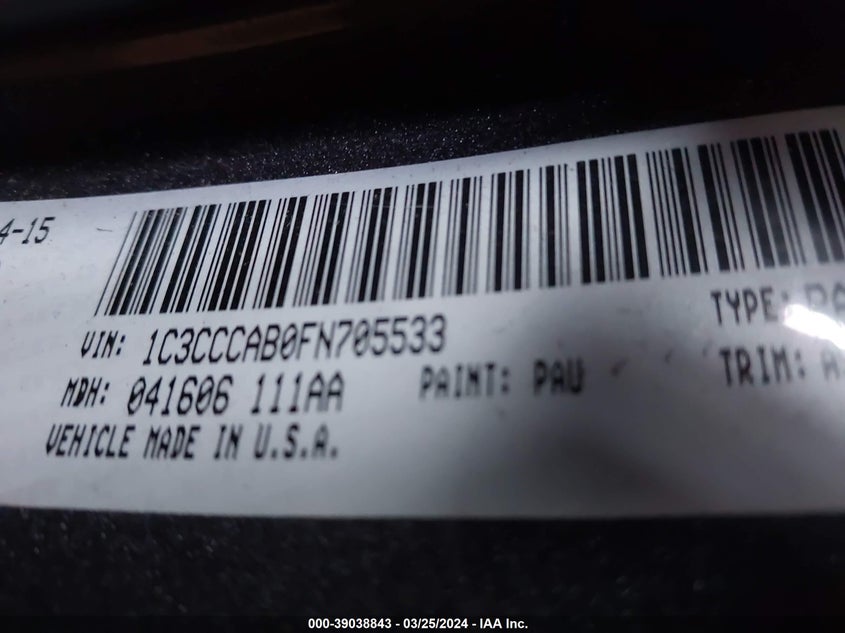 4-15
VIN: 1C3CCCAB0FN705533
TYPE:
MDH: 041606 111AA
PAINT: PAU
TRIM:
VEHICLE MADE IN U.S.A.
000-39038843 - 03/25/2024 - IAA Inc.